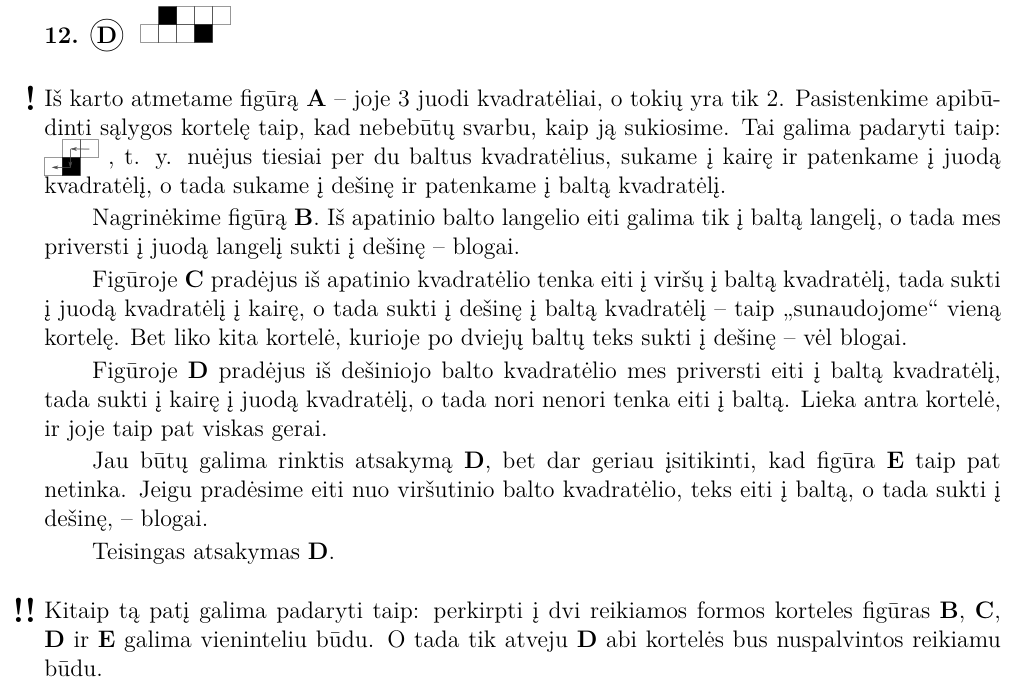 12. D
! Iš karto atmetame figūrą A – joje 3 juodi kvadratėliai, o tokių yra tik 2. Pasistenkime apibū-
dinti sąlygos kortelę taip, kad nebebūtų svarbu, kaip ją sukiosime. Tai galima padaryti taip:
, t. y. nuėjus tiesiai per du baltus kvadratėlius, sukame į kairę ir patenkame į juodą
kvadratėlį, o tada sukame į dešinę ir patenkame į baltą kvadratėlį.
Nagrinėkime figūrą B. Iš apatinio balto langelio eiti galima tik į baltą langelį, o tada mes
priversti į juodą langelį sukti į dešinę – blogai.
Figūroje C pradėjus iš apatinio kvadratėlio tenka eiti į viršų į baltą kvadratėlį, tada sukti
į juodą kvadratėlį į kairę, o tada sukti į dešinę į baltą kvadratėlį – taip „sunaudojome“ vieną
kortelę. Bet liko kita kortelė, kurioje po dviejų baltų teks sukti į dešinę – vėl blogai.
Figūroje D pradėjus iš dešiniojo balto kvadratėlio mes priversti eiti į baltą kvadratėlį,
tada sukti į kairę į juodą kvadratėlį, o tada nori nenori tenka eiti į baltą. Lieka antra kortelė,
ir joje taip pat viskas gerai.
Jau būtų galima rinktis atsakymą D, bet dar geriau įsitikinti, kad figūra E taip pat
netinka. Jeigu pradėsime eiti nuo viršutinio balto kvadratėlio, teks eiti į baltą, o tada sukti į
dešinę, – blogai.
Teisingas atsakymas D.
!! Kitaip tą patį galima padaryti taip: perkirpti į dvi reikiamos formos korteles figūras B, C,
D ir E galima vieninteliu būdu. O tada tik atveju D abi kortelės bus nuspalvintos reikiamu
būdu.